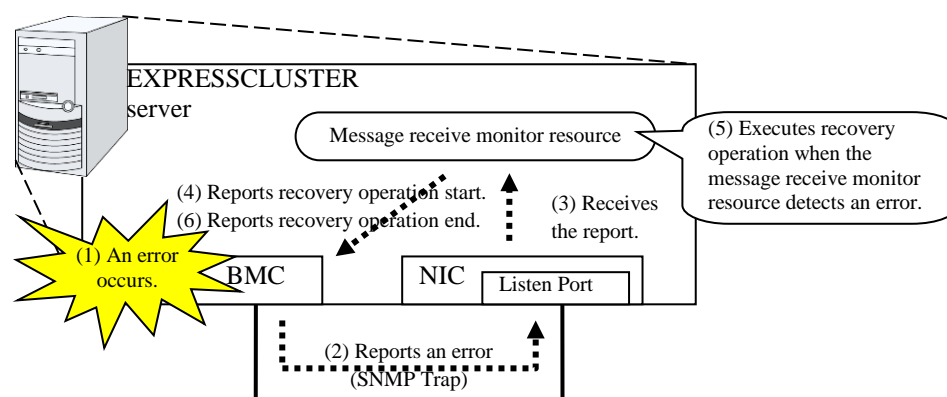 EXPRESSCLUSTER
server
Message receive monitor resource
(5) Executes recovery
operation when the
message receive monitor
resource detects an error.
(4) Reports recovery operation start.
(6) Reports recovery operation end.
(3) Receives
the report.
(1) An error
occurs.
BMC
NIC
Listen Port
(2) Reports an error
(SNMP Trap)